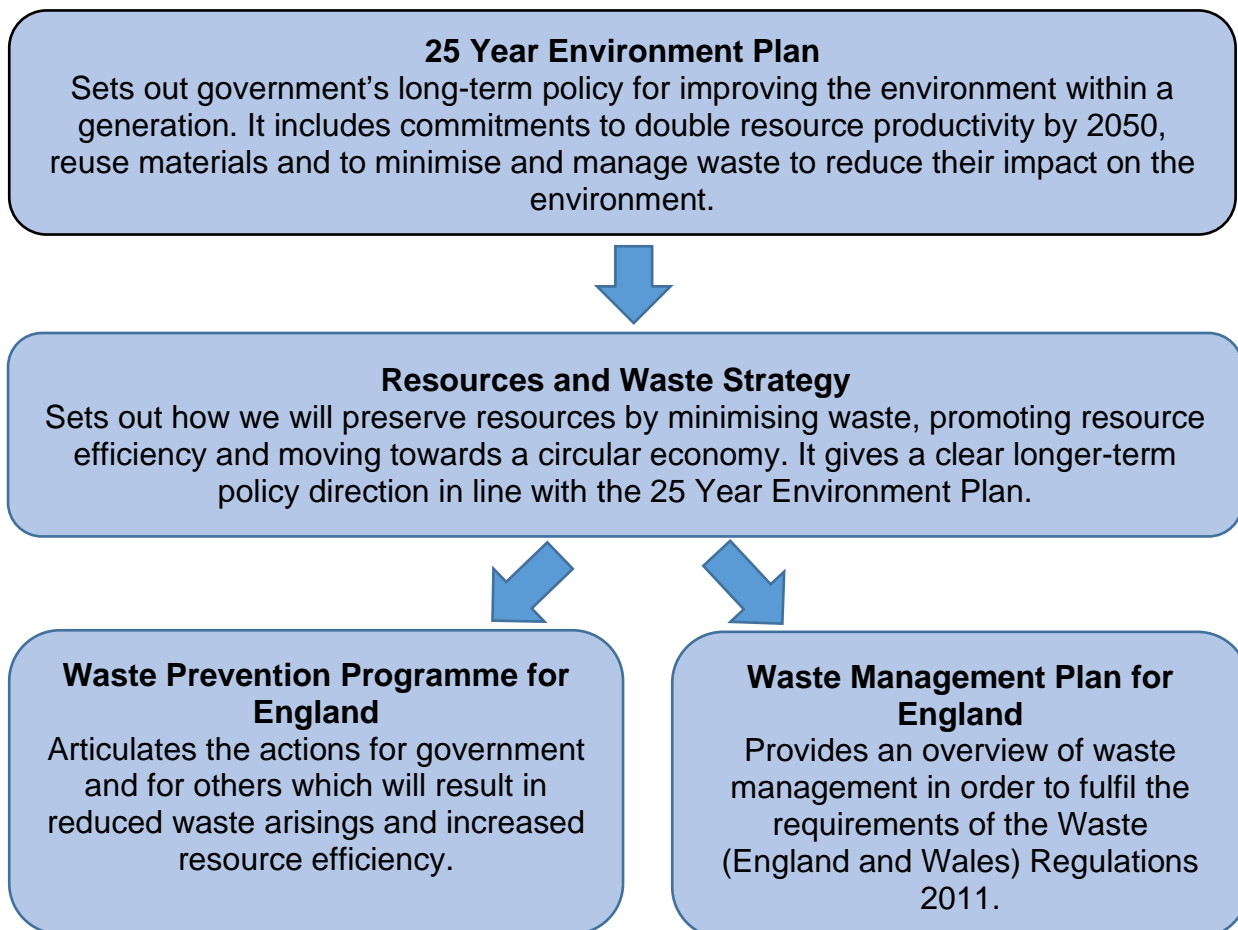 25 Year Environment Plan
Sets out government’s long-term policy for improving the environment within a
generation. It includes commitments to double resource productivity by 2050,
reuse materials and to minimise and manage waste to reduce their impact on the
environment.
Resources and Waste Strategy
Sets out how we will preserve resources by minimising waste, promoting resource
efficiency and moving towards a circular economy. It gives a clear longer-term
policy direction in line with the 25 Year Environment Plan.
Waste Prevention Programme for
England
Articulates the actions for government
and for others which will result in
reduced waste arisings and increased
resource efficiency.
Waste Management Plan for
England
Provides an overview of waste
management in order to fulfil the
requirements of the Waste
(England and Wales) Regulations
2011.